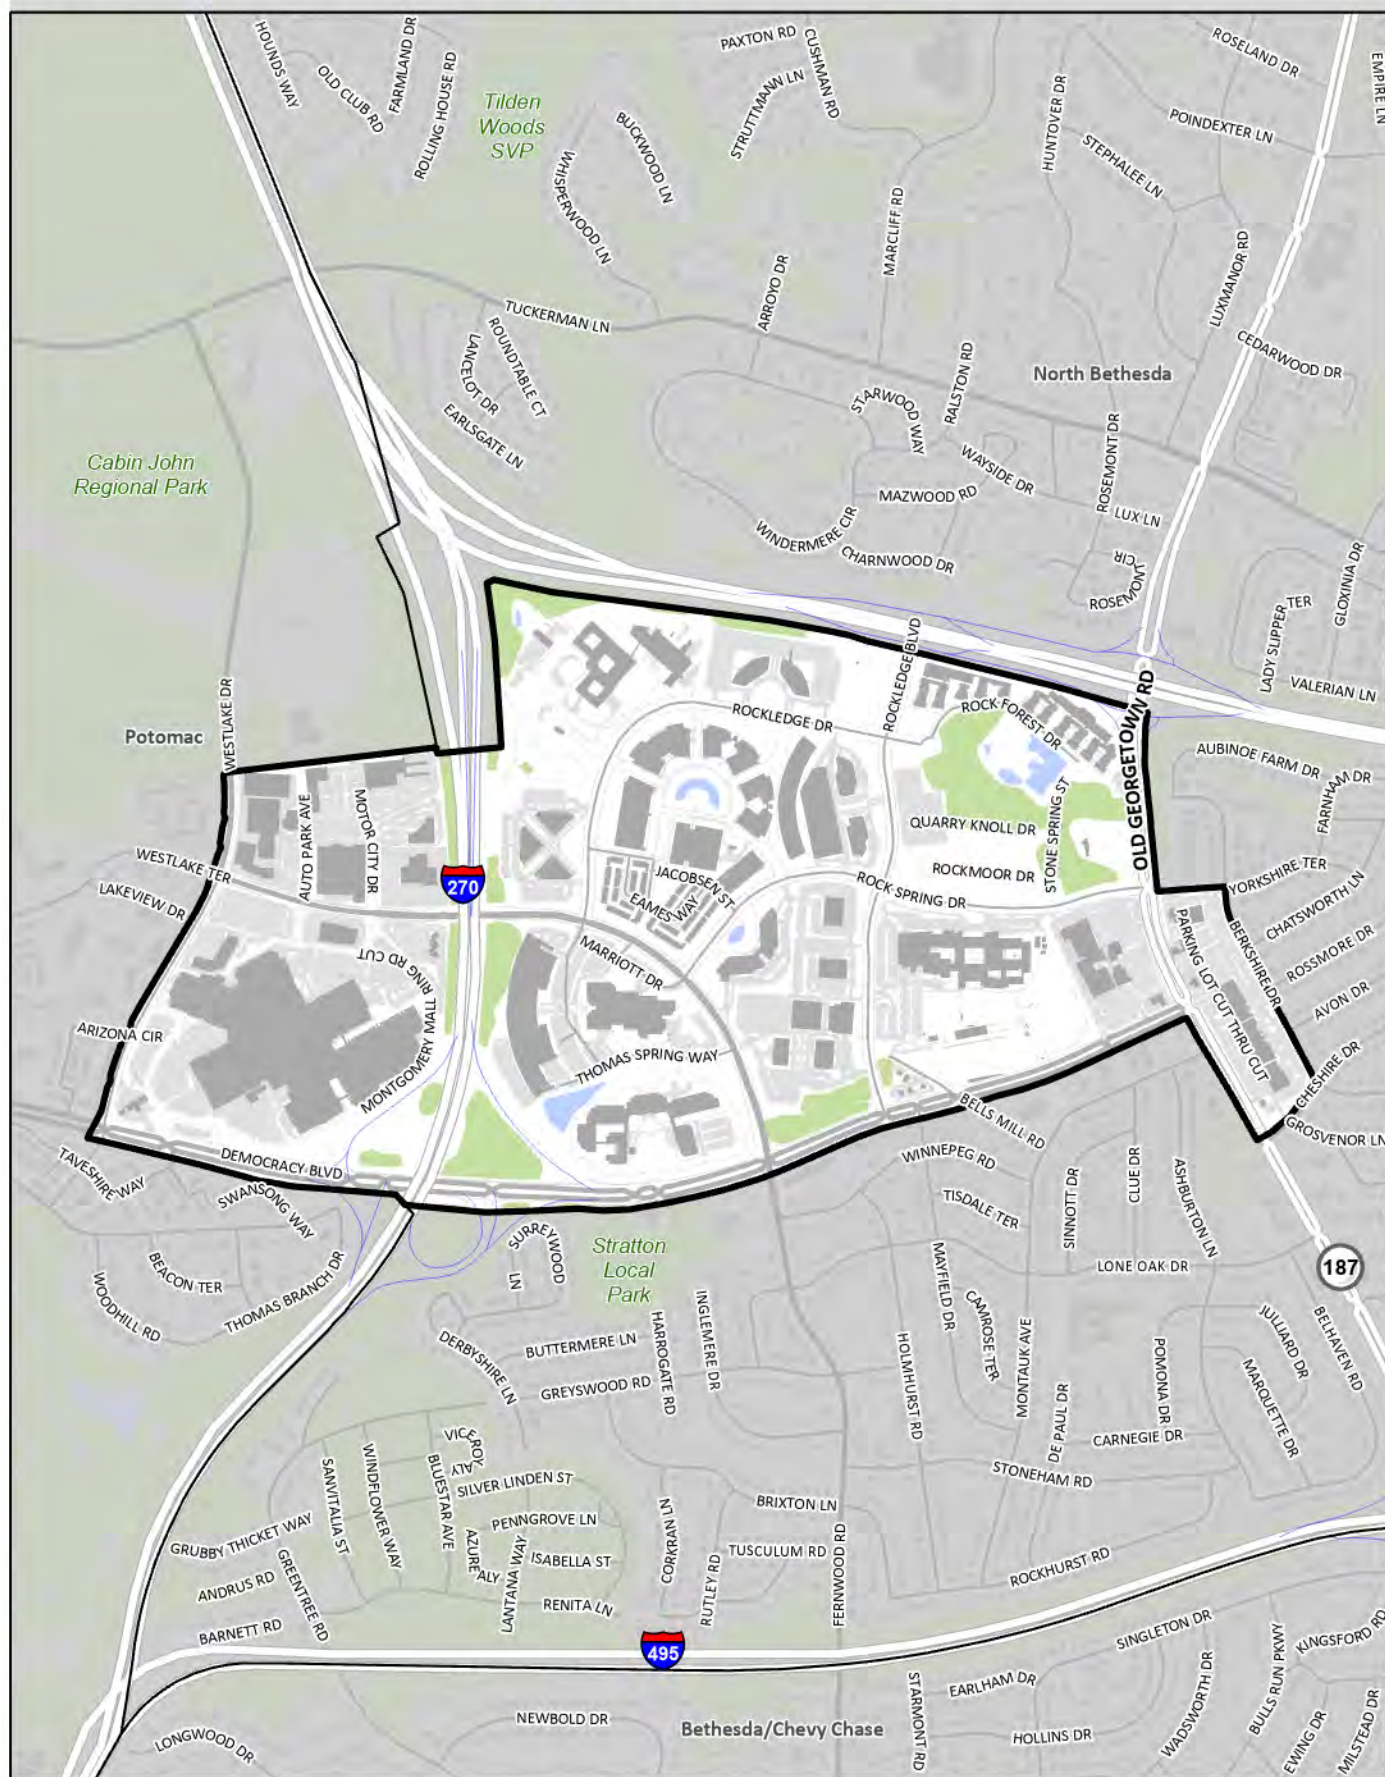 HOUNDS WAY
OLD CLUB RD
FARMLAND DR
ROLLING HOUSE RD
Tilden
Woods
SVP
PAXTON RD
CUSHMAN RD
STRUTTMANN LN
BUCKWOOD LN
WHISPERWOOD LN
ROSELAND DR
EMPIRE LN
POINDEXTER LN
HUNTOVER DR
STEPHALEE LN
MARCLIFF RD
LUXMANOR RD
ARROYO DR
TUCKERMAN LN
ROUNDTABLE CT
LANCELOT DR
EARLSGATE LN
CEDARWOOD DR
North Bethesda
RALSTON RD
STARWOOD WAY
WAYSIDE DR
ROSEMONT DR
MAZWOOD RD
LUX LN
WINDERMERE CIR
CHARNWOOD DR
ROSEMONT CIR
Cabin John
Regional Park
GLOXINIA DR
LADY SLIPPER TER
VALERIAN LN
ROCKLEDGE BLVD
OLD GEORGETOWN RD
ROCK FOREST DR
ROCKLEDGE DR
WESTLAKE DR
Potomac
AUBINOE FARM DR
FARNHAM DR
AUTO PARK AVE
MOTOR CITY DR
STONE SPRING ST
QUARRY KNOLL DR
ROCKMOOR DR
WESTLAKE TER
270
JACOBSEN ST
EAMES WAY
ROCK SPRING DR
YORKSHIRE TER
CHATSWORTH LN
LAKEVIEW DR
MARRIOTT DR
BERKSHIRE DR
ROSSMORE DR
PARKING LOT CUT THRU CUT
MONTGOMERY MALL RING RD CUT
AVON DR
ARIZONA CIR
THOMAS SPRING WAY
CHESHIRE DR
BELLS MILL RD
GROSVENOR LN
DEMOCRACY BLVD
TAVESHIRE WAY
SWANSONG WAY
WINNEPEG RD
TISDALE TER
SINNOTT DR
CLUE DR
ASHBURTON LN
SURREYWOOD LN
Stratton
Local
Park
BEACON TER
WOODHILL RD
THOMAS BRANCH DR
MAYFIELD DR
LONE OAK DR
187
CAMROSE TER
INGLEMERE DR
HARROGATE RD
BUTTERMERE LN
DERBYSHIRE LN
GREYSWOOD RD
HOLMHURST RD
MONTAUK AVE
JULLIARD DR
BELHAVEN RD
POMONA DR
MARQUETTE DR
DE PAUL DR
CARNEGIE DR
VICEROY ALY
SILVER LINDEN ST
BLUESTAR AVE
WINDFLOWER WAY
SANVITALIA ST
STONEHAM RD
BRIXTON LN
PENNGROVE LN
CORKRAN LN
GRUBBY THICKET WAY
AZURE ALY
LANTANA WAY
ISABELLA ST
TUSCULUM RD
RUTLEY RD
FERNWOOD RD
ROCKHURST RD
ANDRUS RD
GREENTREE RD
RENITA LN
BARNETT RD
495
SINGLETON DR
KINGSFORD RD
BULLS RUN PKWY
WADSWORTH DR
EARLHAM DR
STARMONT RD
NEWBOLD DR
Bethesda/Chevy Chase
HOLLINS DR
EWING DR
MILSTEAD DR
LONGWOOD DR